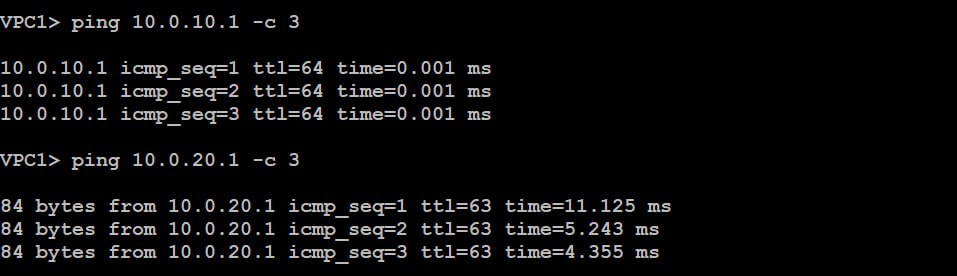 VPC1> ping 10.0.10.1 -c 3
10.0.10.1 icmp_seq=1 ttl=64 time=0.001 ms
10.0.10.1 icmp_seq=2 ttl=64 time=0.001 ms
10.0.10.1 icmp_seq=3 ttl=64 time=0.001 ms
VPC1> ping 10.0.20.1 -c 3
84 bytes from 10.0.20.1 icmp_seq=1 ttl=63 time=11.125 ms
84 bytes from 10.0.20.1 icmp_seq=2 ttl=63 time=5.243 ms
84 bytes from 10.0.20.1 icmp_seq=3 ttl=63 time=4.355 ms